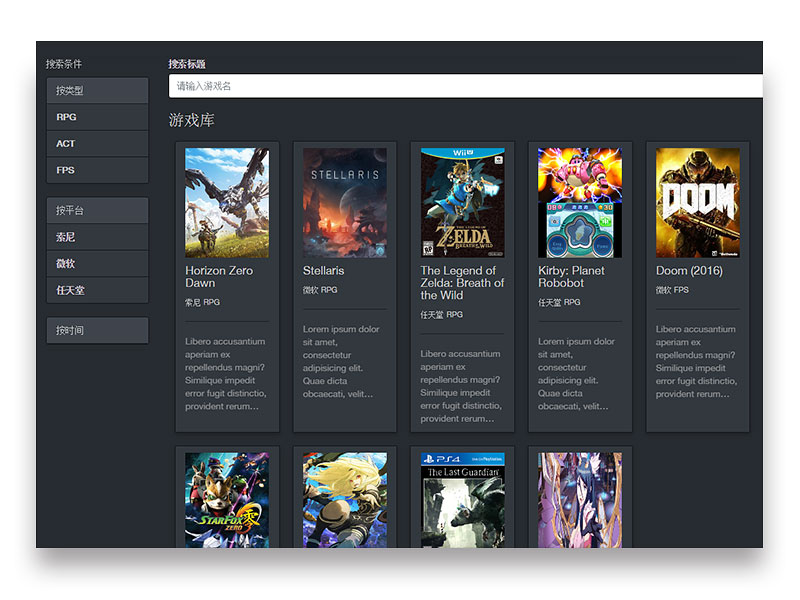 搜索条件
按类型
RPG
ACT
FPS
按平台
索尼
微软
任天堂
按时间
搜索标题
请输入游戏名
游戏库
Horizon Zero
Dawn
索尼 RPG
Libero accusantium
aperiam ex
repellendus magni?
Similique impedit
error fugit distinctio,
provident rerum...
STELLARIS
Stellaris
微软 RPG
Lorem ipsum dolor
sit amet,
consectetur
adipisicing elit.
Quae dicta
obcaecati, velit...
WiiU
THE LEGEND OF
ZELDA
BREATH OF THE WILD
The Legend of
Zelda: Breath of
the Wild
任天堂 RPG
Libero accusantium
aperiam ex
repellendus magni?
Similique impedit
error fugit distinctio,
provident rerum...
Kirby: Planet
Robobot
任天堂 RPG
Lorem ipsum dolor
sit amet,
consectetur
adipisicing elit.
Quae dicta
obcaecati, velit...
DOOM
Bethesda
Doom (2016)
微软 FPS
Libero accusantium
aperiam ex
repellendus magni?
Similique impedit
error fugit distinctio,
provident rerum...
STARFOX
ZERO
零
PS4
The Last Guardian